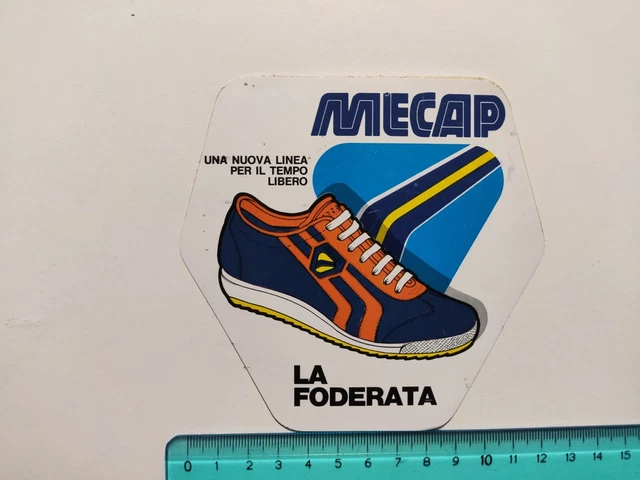 MECAP
UNA NUOVA LINEA
PER IL TEMPO
LIBERO
LA
FODERATA
0 1 2 3 4 5 6 7 8 9 10 11 12 13 14 15